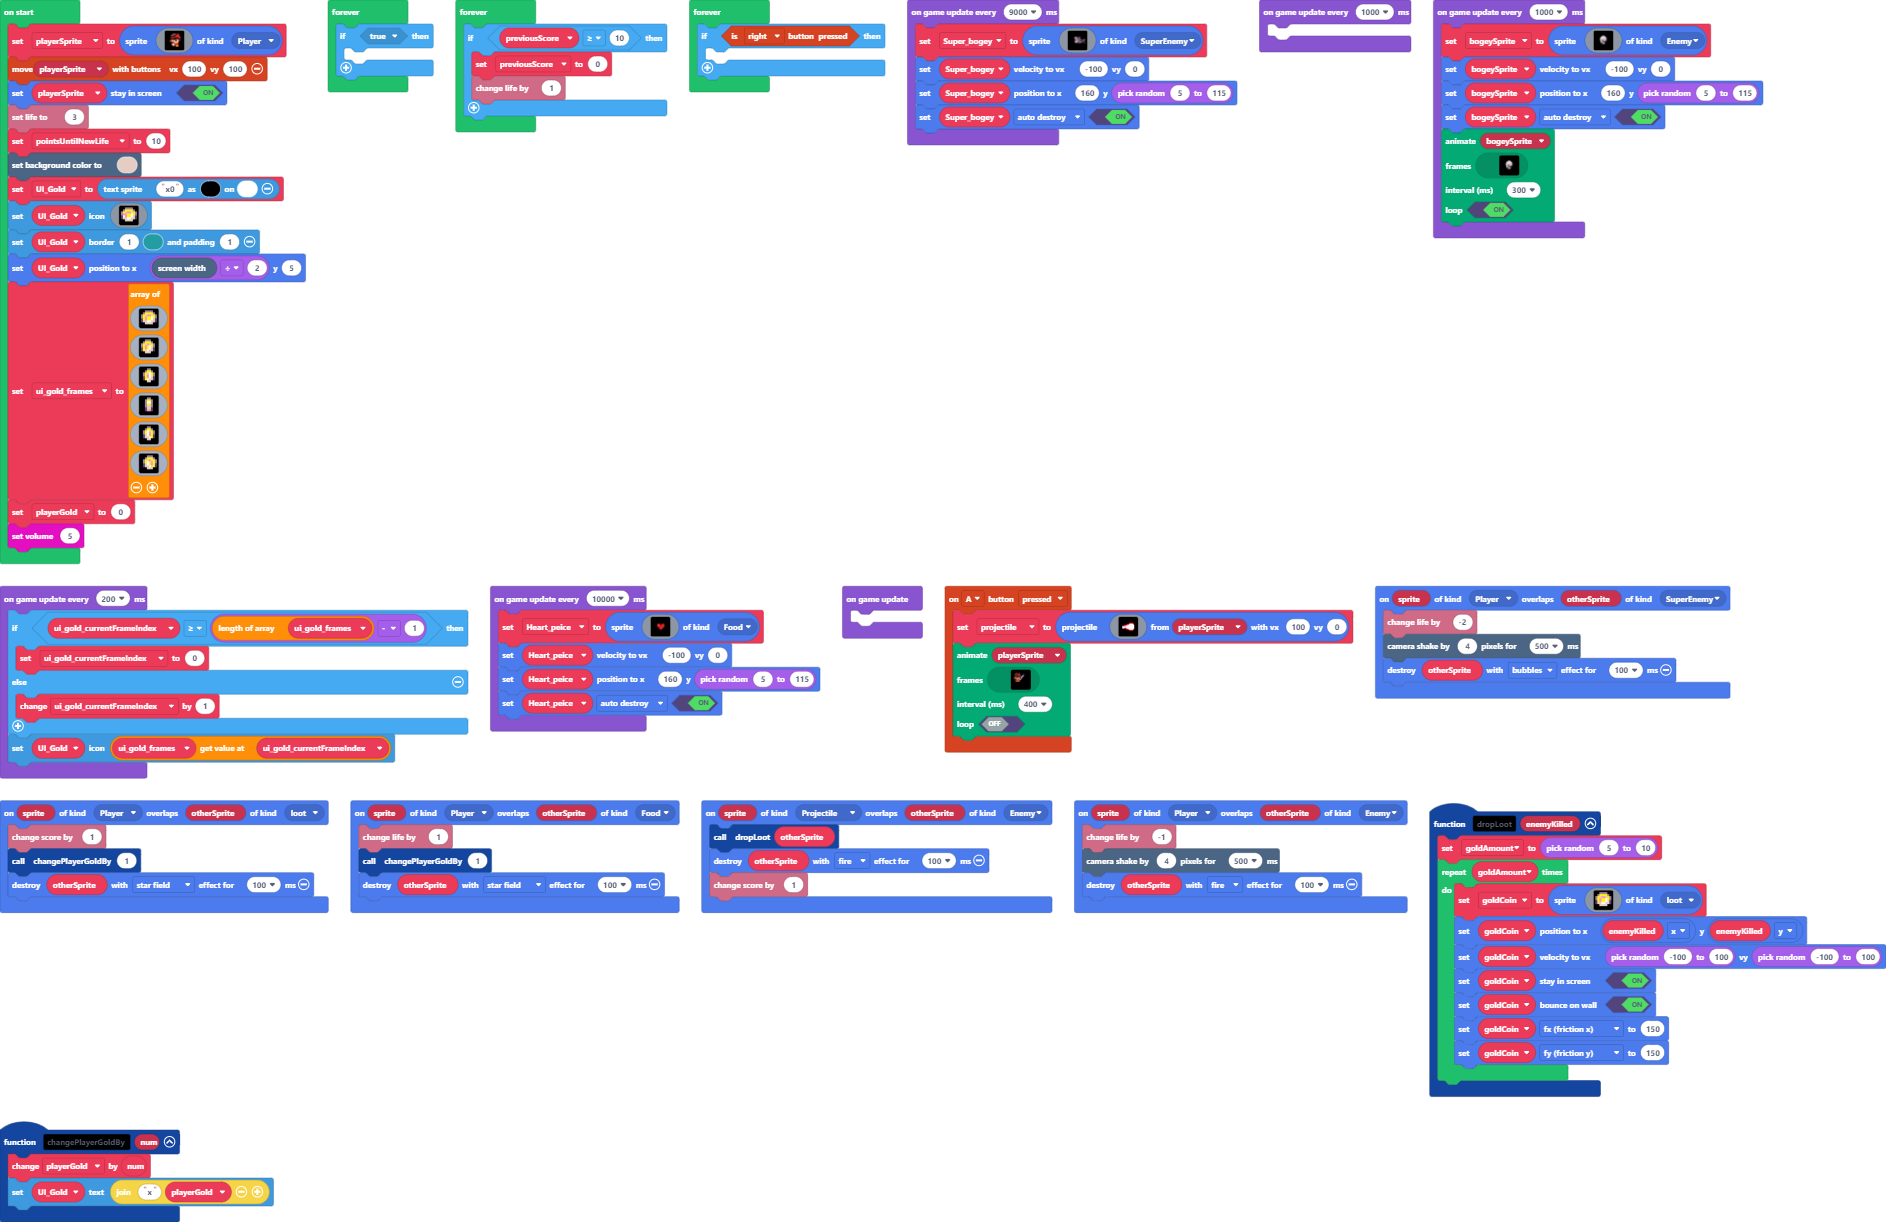 on start
set playerSprite to sprite of kind Player
move playerSprite with buttons vx 100 vy 100
set playerSprite stay in screen ON
set life to 3
set pointsUntilNewLife to 10
set background color to
set UI_Gold to text sprite "x0" as on
set UI_Gold icon
set UI_Gold border 1 and padding 1
set UI_Gold position to x screen width ÷ 2 y 5
set ui_gold_frames to array of
set playerGold to 0
set volume 5
forever
if true then
forever
if previousScore ≥ 10 then
set previousScore to 0
change life by 1
forever
if is right button pressed then
on game update every 9000 ms
set Super_bogey to sprite of kind SuperEnemy
set Super_bogey velocity to vx -100 vy 0
set Super_bogey position to x 160 y pick random 5 to 115
set Super_bogey auto destroy ON
on game update every 1000 ms
on game update every 1000 ms
set bogeySprite to sprite of kind Enemy
set bogeySprite velocity to vx -100 vy 0
set bogeySprite position to x 160 y pick random 5 to 115
set bogeySprite auto destroy ON
animate bogeySprite
frames
interval (ms) 300
loop ON
on game update every 200 ms
if ui_gold_currentFrameIndex ≥ length of array ui_gold_frames - 1 then
set ui_gold_currentFrameIndex to 0
else
change ui_gold_currentFrameIndex by 1
set UI_Gold icon ui_gold_frames get value at ui_gold_currentFrameIndex
on game update every 10000 ms
set Heart_peice to sprite of kind Food
set Heart_peice velocity to vx -100 vy 0
set Heart_peice position to x 160 y pick random 5 to 115
set Heart_peice auto destroy ON
on game update
on A button pressed
set projectile to projectile from playerSprite with vx 100 vy 0
animate playerSprite
frames
interval (ms) 400
loop OFF
on sprite of kind Player overlaps otherSprite of kind SuperEnemy
change life by -2
camera shake by 4 pixels for 500 ms
destroy otherSprite with bubbles effect for 100 ms
on sprite of kind Player overlaps otherSprite of kind loot
change score by 1
call changePlayerGoldBy 1
destroy otherSprite with star field effect for 100 ms
on sprite of kind Player overlaps otherSprite of kind Food
change life by 1
call changePlayerGoldBy 1
destroy otherSprite with star field effect for 100 ms
on sprite of kind Projectile overlaps otherSprite of kind Enemy
call dropLoot otherSprite
destroy otherSprite with fire effect for 100 ms
change score by 1
on sprite of kind Player overlaps otherSprite of kind Enemy
change life by -1
camera shake by 4 pixels for 500 ms
destroy otherSprite with fire effect for 100 ms
function dropLoot enemyKilled
set goldAmount to pick random 5 to 10
repeat goldAmount times
do
set goldCoin to sprite of kind loot
set goldCoin position to x enemyKilled x y enemyKilled y
set goldCoin velocity to vx pick random -100 to 100 vy pick random -100 to 100
set goldCoin stay in screen ON
set goldCoin bounce on wall ON
set goldCoin fx (friction x) to 150
set goldCoin fy (friction y) to 150
function changePlayerGoldBy num
change playerGold by num
set UI_Gold text join "x" playerGold